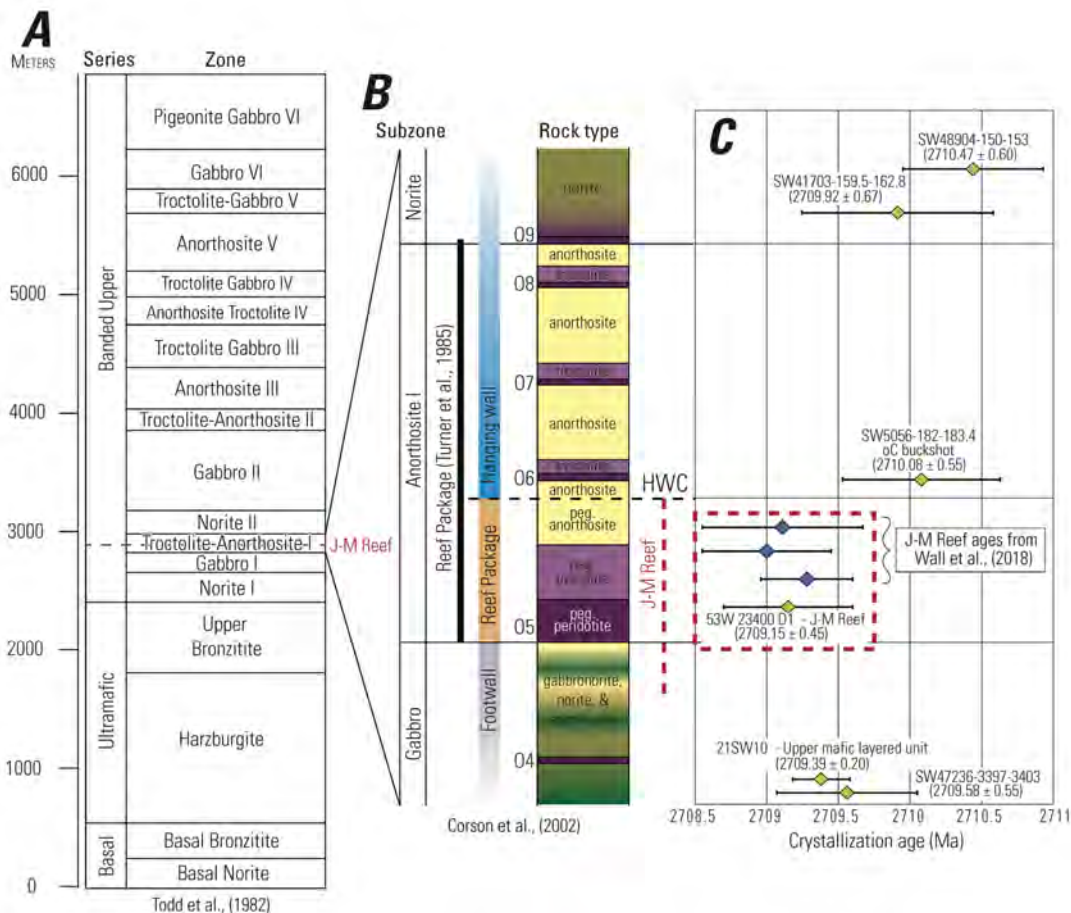 A
METERS
Series
Zone
Pigeonite Gabbro VI
6000
Gabbro VI
Troctolite-Gabbro V
Anorthosite V
Troctolite Gabbro IV
5000
Anorthosite Troctolite IV
Troctolite Gabbro III
Anorthosite III
4000
Troctolite-Anorthosite II
Gabbro II
Banded Upper
Norite II
3000
Troctolite-Anorthosite-I
J-M Reef
Gabbro I
Norite I
Upper
Bronzitite
2000
Harzburgite
Ultramafic
1000
Basal Bronzitite
Basal
Basal Norite
0
Todd et al., (1982)
B
Subzone
Rock type
Norite
Anorthosite I
Gabbro
Reef Package (Turner et al., 1985)
Hanging wall
Reef Package
Footwall
norite
09
anorthosite
08
anorthosite
07
anorthosite
06
anorthosite
HWC
peg.
anorthosite
J-M Reef
peg.
peridotite
05
gabbronorite,
norite, &
04
Corson et al., (2002)
C
SW48904-150-153
(2710.47 ± 0.60)
SW41703-159.5-162.8
(2709.92 ± 0.67)
SW5056-182-183.4
oC buckshot
(2710.08 ± 0.55)
J-M Reef ages from
Wall et al., (2018)
53W 23400 D1 - J-M Reef
(2709.15 ± 0.45)
21SW10 - Upper mafic layered unit
(2709.39 ± 0.20)
SW47236-3397-3403
(2709.58 ± 0.55)
2708.5 2709 2709.5 2710 2710.5 2711
Crystallization age (Ma)